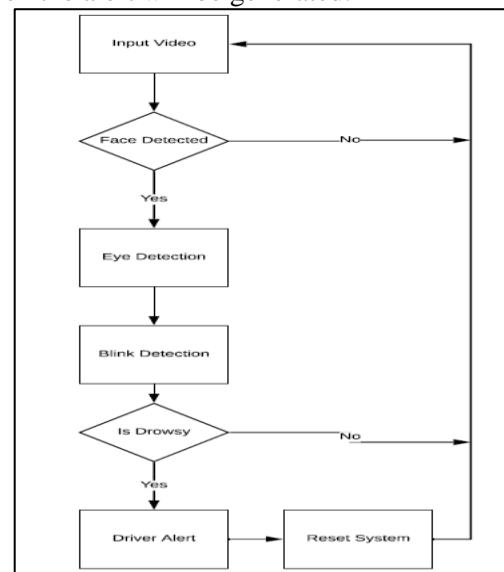 Input Video
Face Detected
No
Yes
Eye Detection
Blink Detection
Is Drowsy
No
Yes
Driver Alert
Reset System